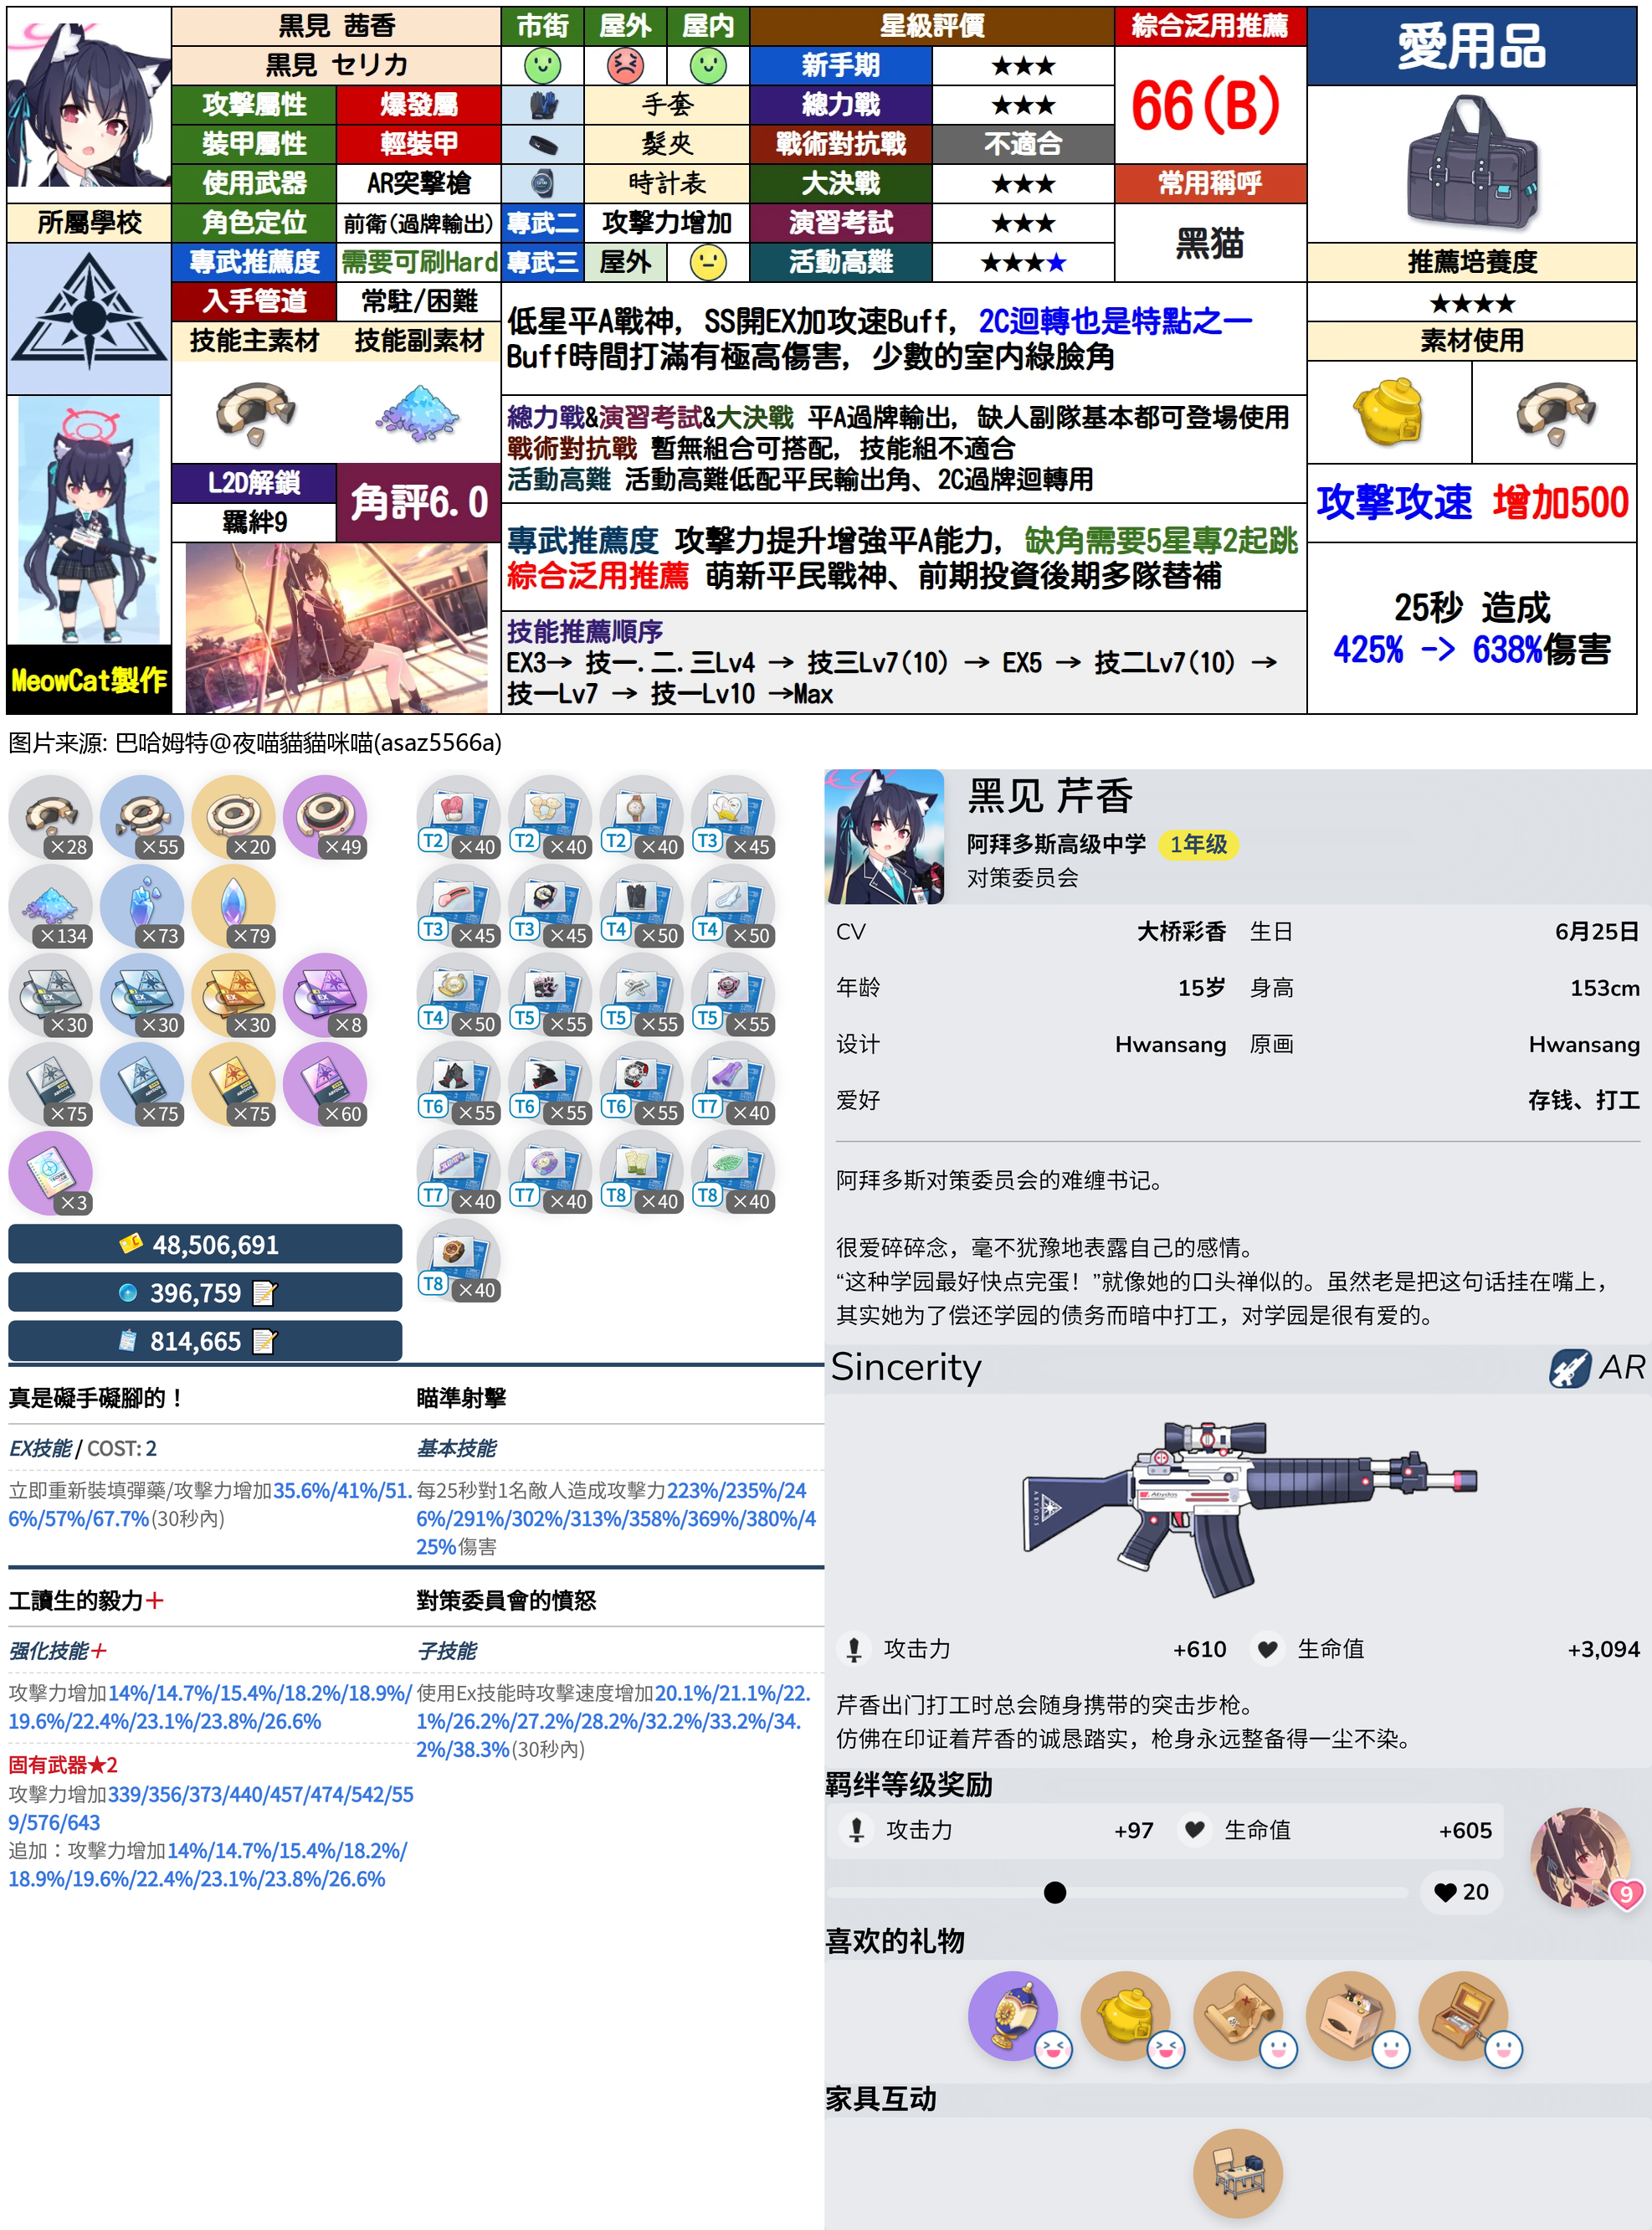 黒見 茜香
市街
屋外
屋内
星級評價
綜合泛用推薦
愛用品
黒見 セリカ
新手期
★★★
66(B)
攻擊屬性
爆發屬
手套
總力戰
★★★
裝甲屬性
輕裝甲
髮夾
戰術對抗戰
不適合
使用武器
AR突擊槍
時計表
大決戰
★★★
常用稱呼
所屬學校
角色定位
前衛(過牌輸出)
專武二
攻擊力增加
演習考試
★★★
黑猫
專武推薦度
需要可刷Hard
專武三
屋外
活動高難
★★★★
推薦培養度
入手管道
常駐/困難
★★★★
技能主素材
技能副素材
低星平A戰神, SS開EX加攻速Buff, 2C迴轉也是特點之一
Buff時間打滿有極高傷害, 少數的室內綠臉角
素材使用
總力戰&演習考試&大決戰 平A過牌輸出, 缺人副隊基本都可登場使用
戰術對抗戰 暫無組合可搭配, 技能組不適合
活動高難 活動高難低配平民輸出角、2C過牌迴轉用
L2D解鎖
角評6.0
羈絆9
攻擊攻速 增加500
專武推薦度 攻擊力提升增強平A能力, 缺角需要5星專2起跳
綜合泛用推薦 萌新平民戰神、前期投資後期多隊替補
25秒 造成
425% -> 638%傷害
技能推薦順序
EX3→ 技一.二.三Lv4 → 技三Lv7(10) → EX5 → 技二Lv7(10) →
技一Lv7 → 技一Lv10 →Max
MeowCat製作
图片来源: 巴哈姆特@夜喵貓貓咪喵(asaz5566a)
×28
×55
×20
×49
×134
×73
×79
EX
×30
EX
×30
EX
×30
EX
×8
×75
×75
×75
×60
×3
48,506,691
396,759
814,665
T2 ×40
T2 ×40
T2 ×40
T3 ×45
T3 ×45
T3 ×45
T4 ×50
T4 ×50
T4 ×50
T5 ×55
T5 ×55
T5 ×55
T6 ×55
T6 ×55
T6 ×55
T7 ×40
T7 ×40
T7 ×40
T8 ×40
T8 ×40
T8 ×40
真是礙手礙腳的！
EX技能 / COST: 2
立即重新裝填彈藥/攻擊力增加35.6%/41%/51.
6%/57%/67.7%(30秒內)
瞄準射擊
基本技能
每25秒對1名敵人造成攻擊力223%/235%/24
6%/291%/302%/313%/358%/369%/380%/4
25%傷害
工讀生的毅力＋
强化技能＋
攻擊力增加14%/14.7%/15.4%/18.2%/18.9%/
19.6%/22.4%/23.1%/23.8%/26.6%
固有武器★2
攻擊力增加339/356/373/440/457/474/542/55
9/576/643
追加：攻擊力增加14%/14.7%/15.4%/18.2%/
18.9%/19.6%/22.4%/23.1%/23.8%/26.6%
對策委員會的憤怒
子技能
使用Ex技能時攻擊速度增加20.1%/21.1%/22.
1%/26.2%/27.2%/28.2%/32.2%/33.2%/34.
2%/38.3%(30秒內)
黑见 芹香
阿拜多斯高级中学 1年级
对策委员会
CV 大桥彩香 生日 6月25日
年龄 15岁 身高 153cm
设计 Hwansang 原画 Hwansang
爱好 存钱、打工
阿拜多斯对策委员会的难缠书记。
很爱碎碎念，毫不犹豫地表露自己的感情。
“这种学园最好快点完蛋！”就像她的口头禅似的。虽然老是把这句话挂在嘴上，
其实她为了偿还学园的债务而暗中打工，对学园是很有爱的。
Sincerity AR
Abydos
ABYDOS
攻击力 +610 生命值 +3,094
芹香出门打工时总会随身携带的突击步枪。
仿佛在印证着芹香的诚恳踏实，枪身永远整备得一尘不染。
羁绊等级奖励
攻击力 +97 生命值 +605
20
9
喜欢的礼物
家具互动